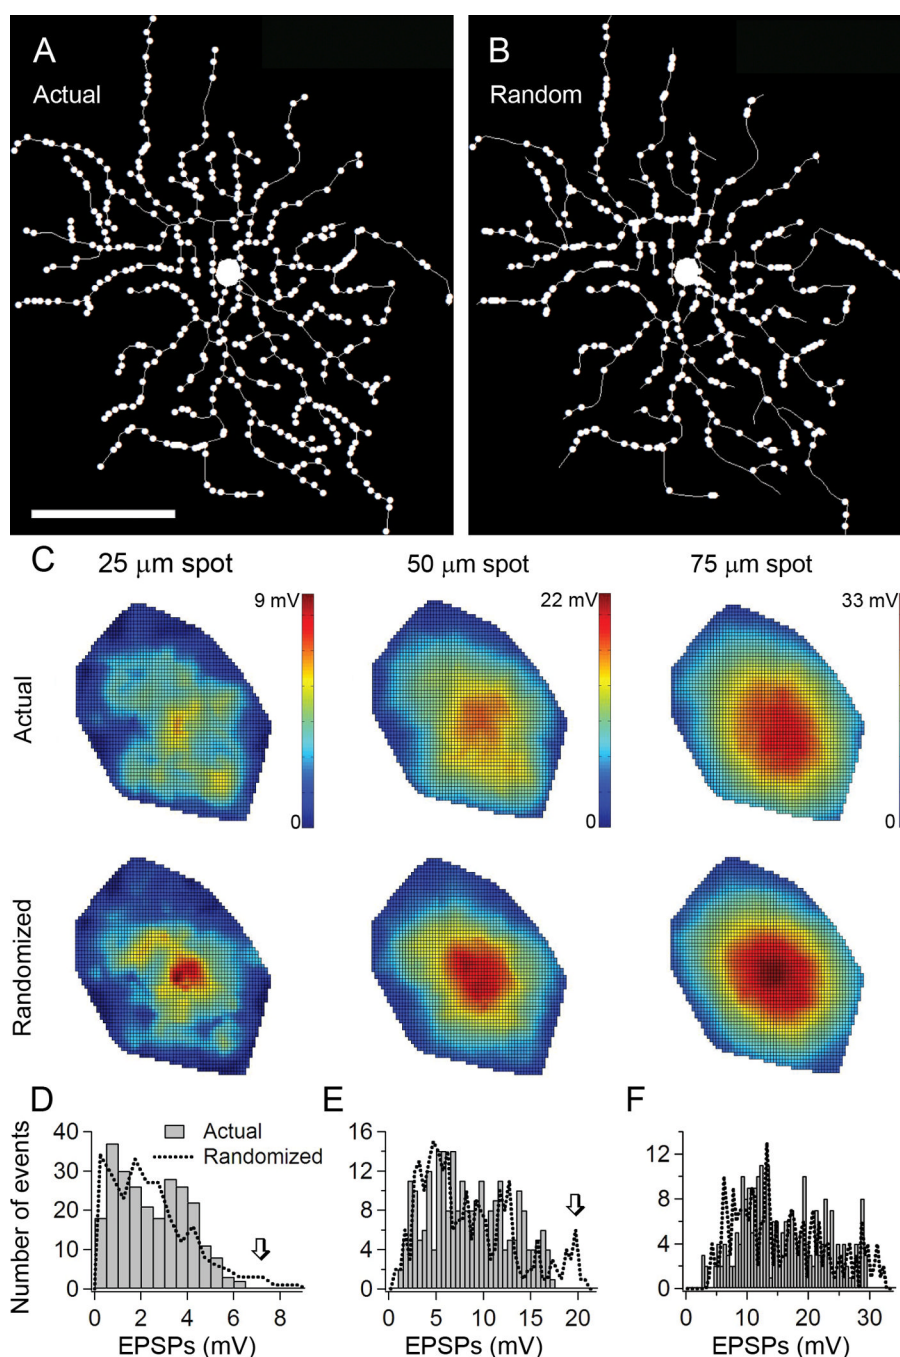 A
Actual
B
Random
C
25 μm spot
50 μm spot
75 μm spot
9 mV
22 mV
33 mV
Actual
0
0
0
Randomized
D
E
F
Number of events
40
30
20
10
0
Actual
Randomized
0 2 4 6 8
EPSPs (mV)
16
12
8
4
0
0 5 10 15 20
EPSPs (mV)
12
8
4
0
0 10 20 30
EPSPs (mV)